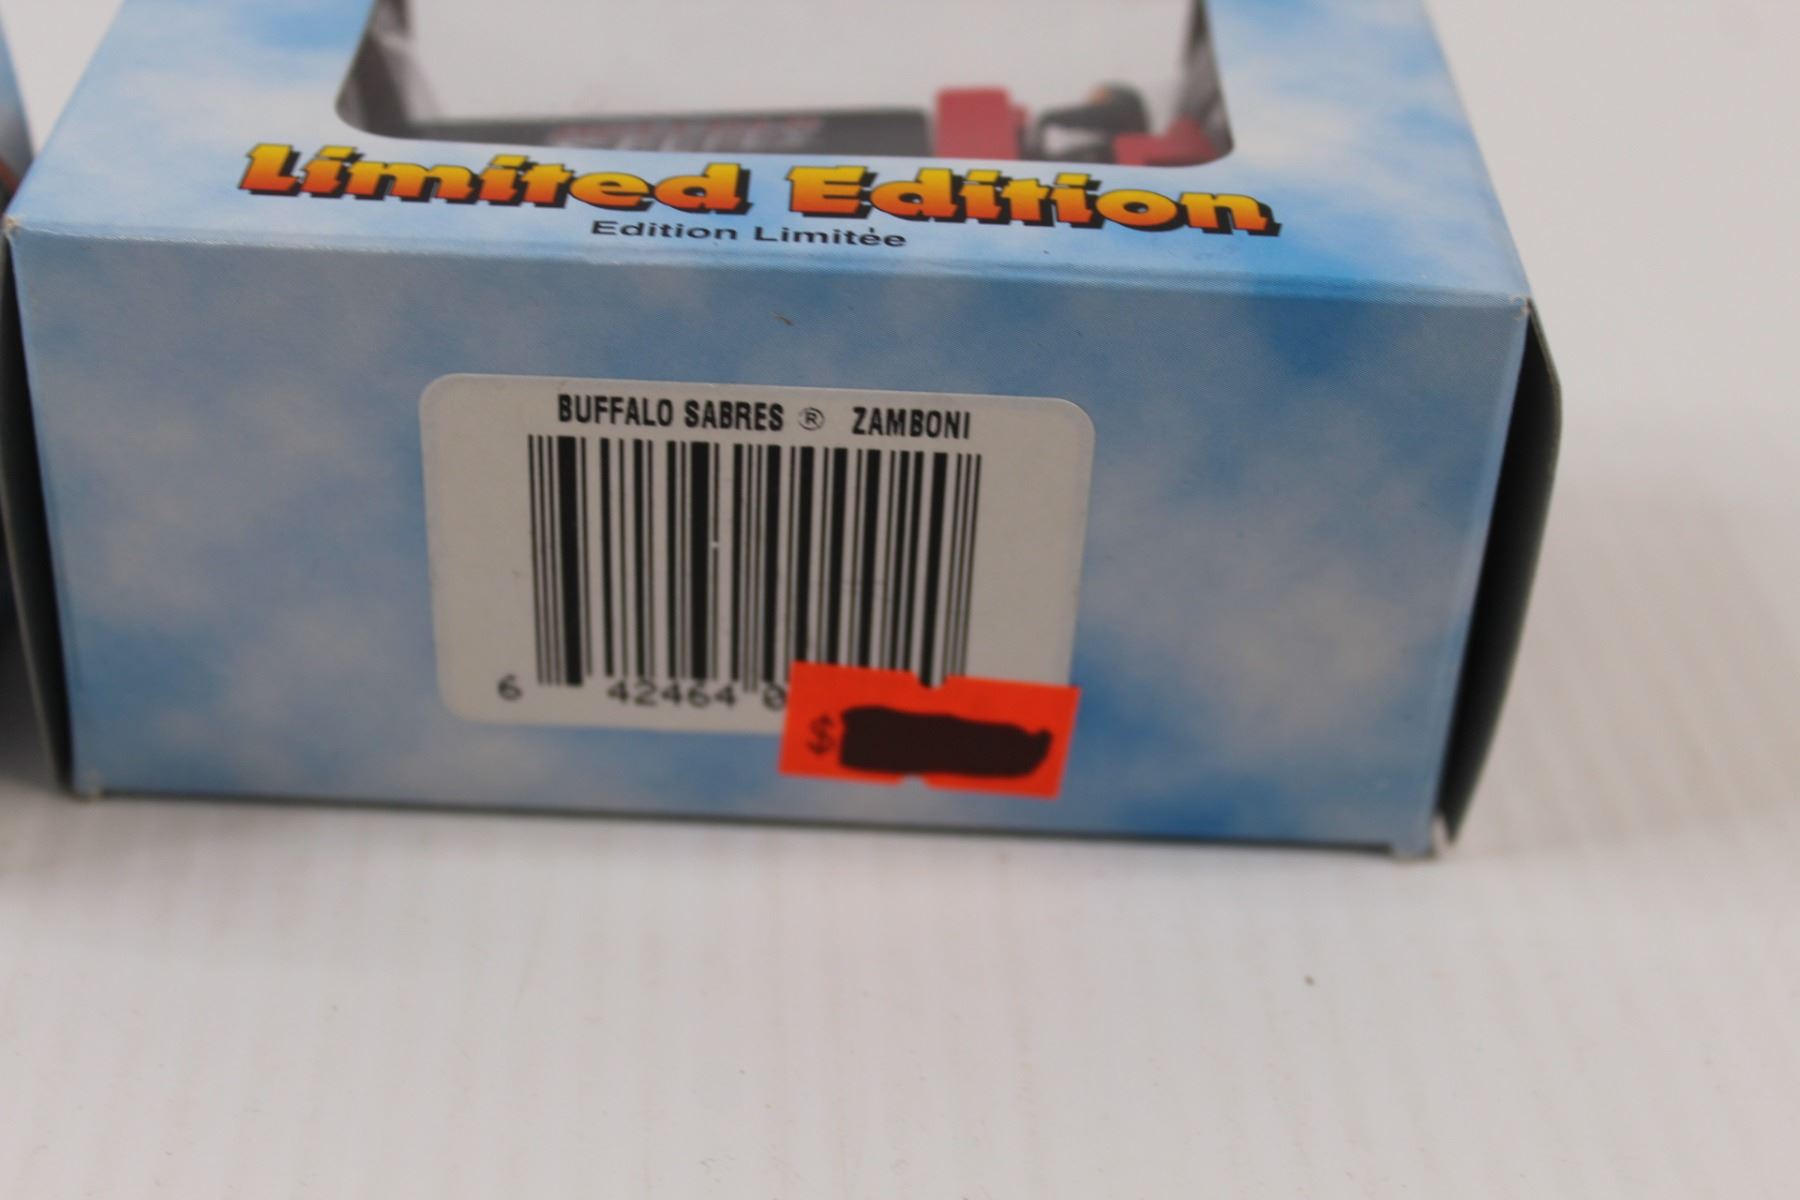 Limited Edition
Edition Limitée
BUFFALO SABRES ® ZAMBONI
6 42464 0
$